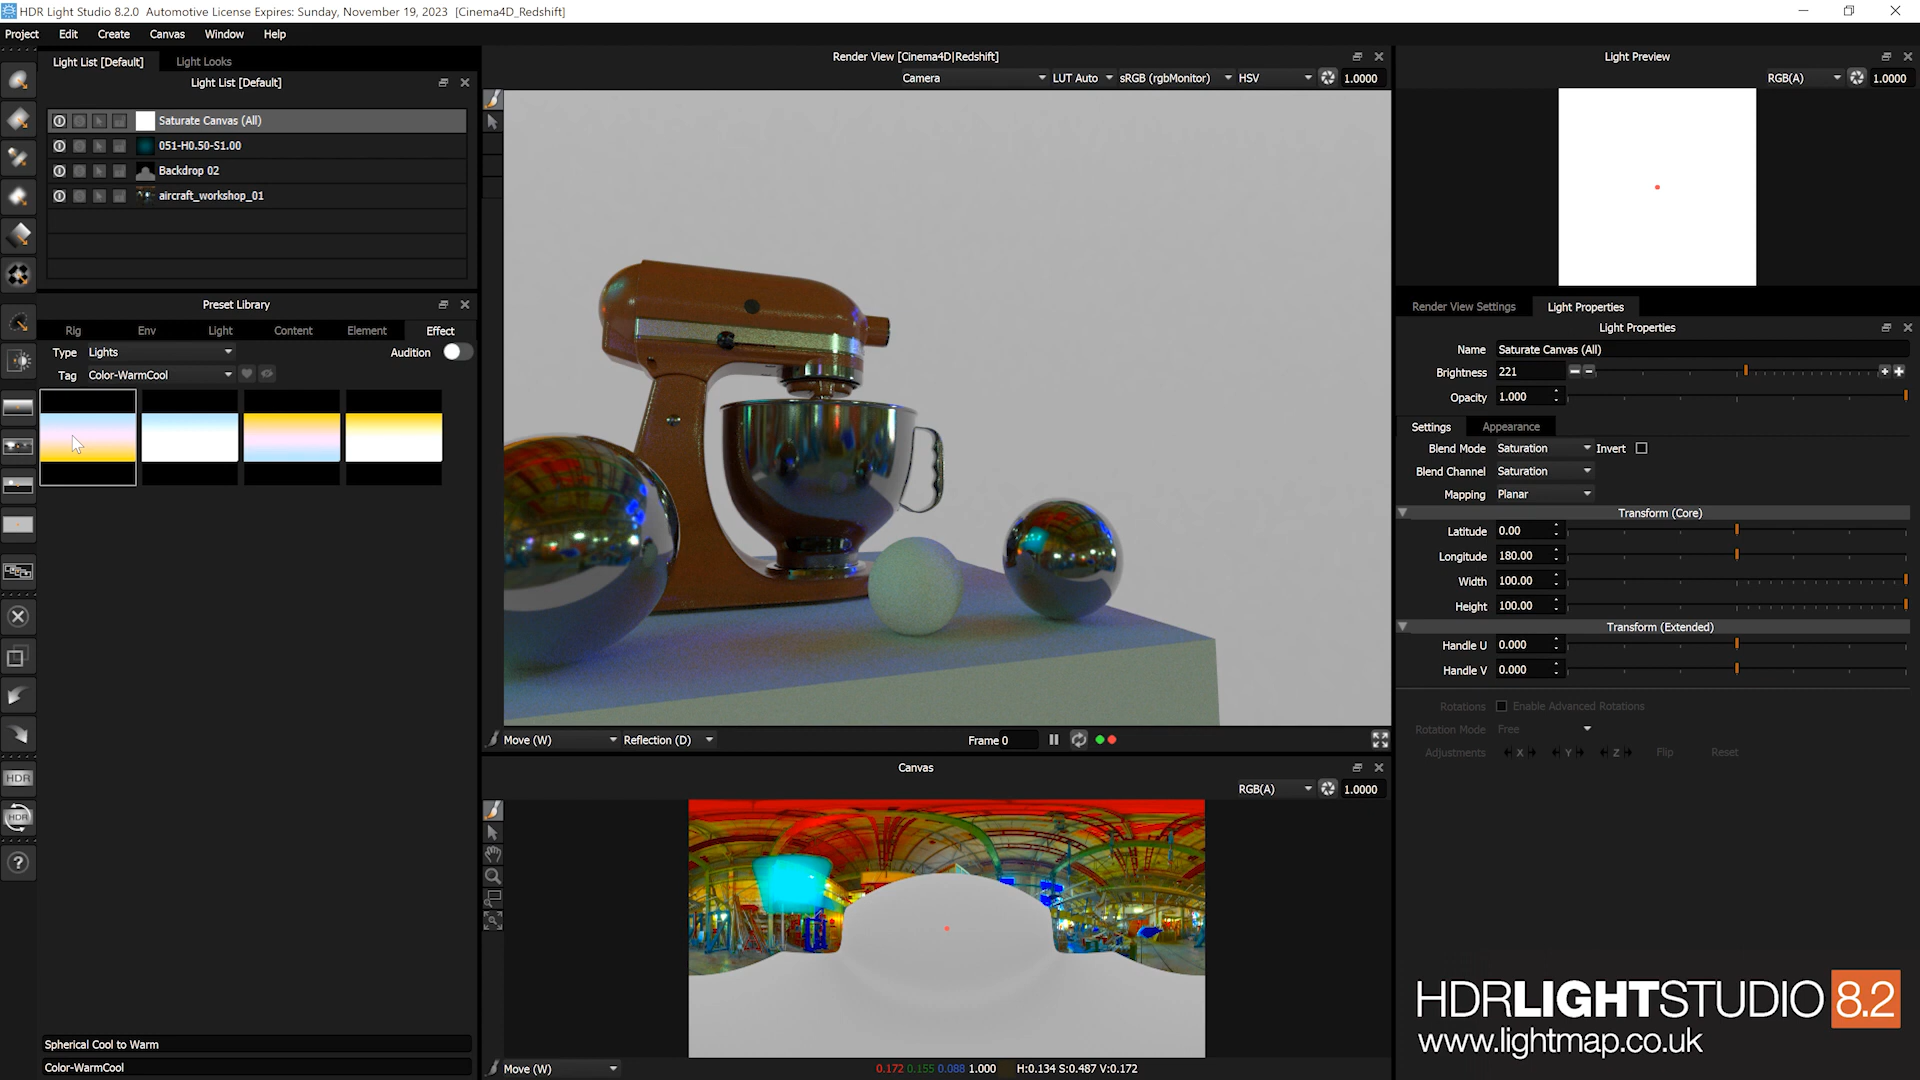 HDR Light Studio 8.2.0  Automotive License Expires: Sunday, November 19, 2023  [Cinema4D_Redshift]
Project Edit Create Canvas Window Help
Light List [Default] Light Looks
Light List [Default]
Saturate Canvas (All)
051-H0.50-S1.00
Backdrop 02
aircraft_workshop_01
Preset Library
Rig Env Light Content Element Effect
Type Lights Audition
Tag Color-WarmCool
Spherical Cool to Warm
Color-WarmCool
HDR
HDR
?
Render View [Cinema4D|Redshift]
Camera LUT Auto sRGB (rgbMonitor) HSV 1.0000
Move (W) Reflection (D) Frame 0
Canvas
RGB(A) 1.0000
Move (W) 0.172 0.155 0.088 1.000 H:0.134 S:0.487 V:0.172
Light Preview
RGB(A) 1.0000
Render View Settings Light Properties
Light Properties
Name Saturate Canvas (All)
Brightness 221
Opacity 1.000
Settings Appearance
Blend Mode Saturation Invert
Blend Channel Saturation
Mapping Planar
Transform (Core)
Latitude 0.00
Longitude 180.00
Width 100.00
Height 100.00
Transform (Extended)
Handle U 0.000
Handle V 0.000
Rotations Enable Advanced Rotations
Rotation Mode Free
Adjustments X Y Z Flip Reset
HDRLIGHTSTUDIO 8.2
www.lightmap.co.uk